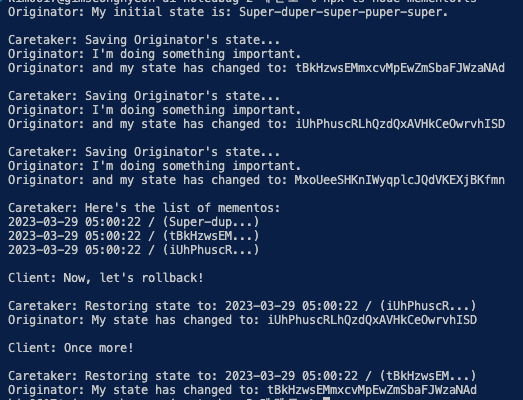 Originator: My initial state is: Super-duper-super-puper-super.
Caretaker: Saving Originator's state...
Originator: I'm doing something important.
Originator: and my state has changed to: tBkHzwsEMmxcvMpEwZmSbaFJWzaNAd
Caretaker: Saving Originator's state...
Originator: I'm doing something important.
Originator: and my state has changed to: iUhPhuscRLhQzdQxAVHkCeOwrvhISD
Caretaker: Saving Originator's state...
Originator: I'm doing something important.
Originator: and my state has changed to: MxoUeeSHKnIWyqplcJQdVKEXjBKfmn
Caretaker: Here's the list of mementos:
2023-03-29 05:00:22 / (Super-dup...)
2023-03-29 05:00:22 / (tBkHzwsEM...)
2023-03-29 05:00:22 / (iUhPhuscR...)
Client: Now, let's rollback!
Caretaker: Restoring state to: 2023-03-29 05:00:22 / (iUhPhuscR...)
Originator: My state has changed to: iUhPhuscRLhQzdQxAVHkCeOwrvhISD
Client: Once more!
Caretaker: Restoring state to: 2023-03-29 05:00:22 / (tBkHzwsEM...)
Originator: My state has changed to: tBkHzwsEMmxcvMpEwZmSbaFJWzaNAd